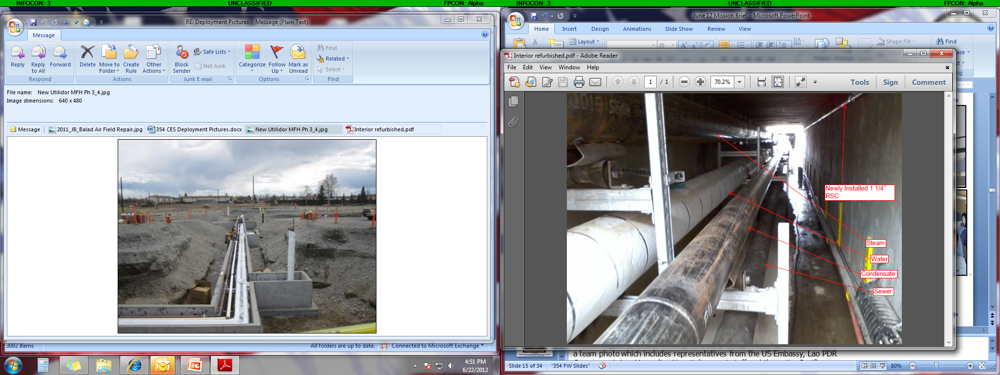 INFOCON: 3 UNCLASSIFIED FPCON: Alpha
RE: Deployment Pictures - Message (Plain Text)
Message
Reply
Reply to All
Forward
Respond
Delete
Move to Folder
Create Rule
Other Actions
Actions
Block Sender
Safe Lists
Not Junk
Junk E-mail
Categorize
Follow Up
Mark as Unread
Options
Find
Related
Select
Find
File name: New Utilidor MFH Ph 3_4.jpg
Image dimensions: 640 x 480
Message
2011_JB_Balad Air Field Repair.jpg
354 CES Deployment Pictures.docx
New Utilidor MFH Ph 3_4.jpg
Interior refurbished.pdf
3092 Items
All folders are up to date.
Connected to Microsoft Exchange
4:51 PM
6/22/2012
INFOCON: 3 UNCLASSIFIED FPCON: Alpha
June 12 Mission Brief - Microsoft PowerPoint
Home Insert Design Animations Slide Show Review View
Layout
20
Shape Fill
Find
Interior refurbished.pdf - Adobe Reader
File Edit View Window Help
1 / 1
70.2%
Tools Sign Comment
Newly Installed 1 1/4"
RSC
Steam
Water
Condensate
Sewer
a team photo which includes representatives from the US Embassy, Lao PDR
Slide 15 of 34
"354 FW Slides"
80%